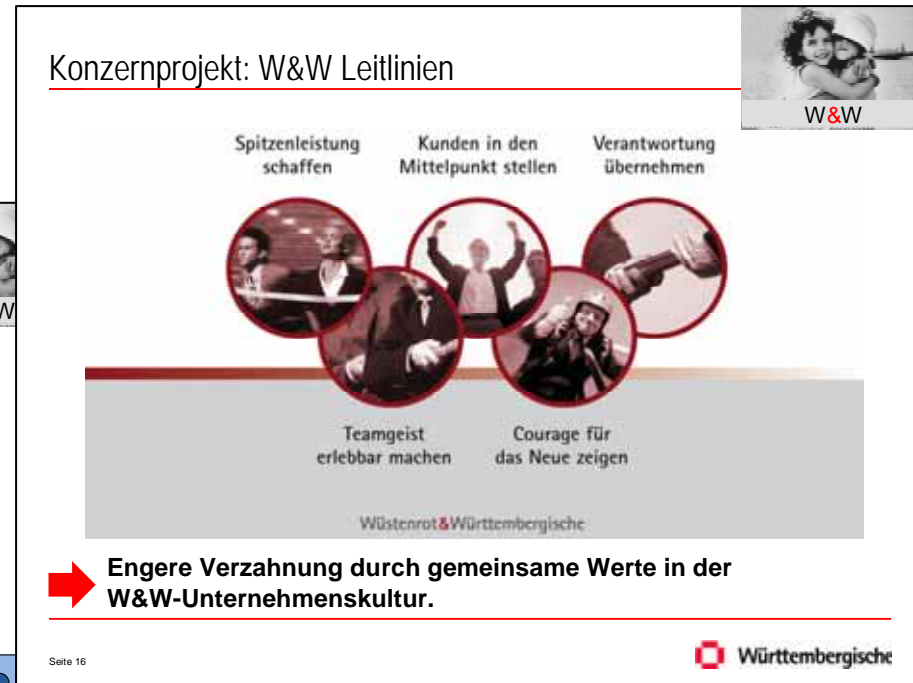 Konzernprojekt: W&W Leitlinien
W&W
Spitzenleistung
schaffen
Kunden in den
Mittelpunkt stellen
Verantwortung
übernehmen
W
Teamgeist
erlebbar machen
Courage für
das Neue zeigen
Wüstenrot&Württembergische
Engere Verzahnung durch gemeinsame Werte in der
W&W-Unternehmenskultur.
Seite 16
Württembergische